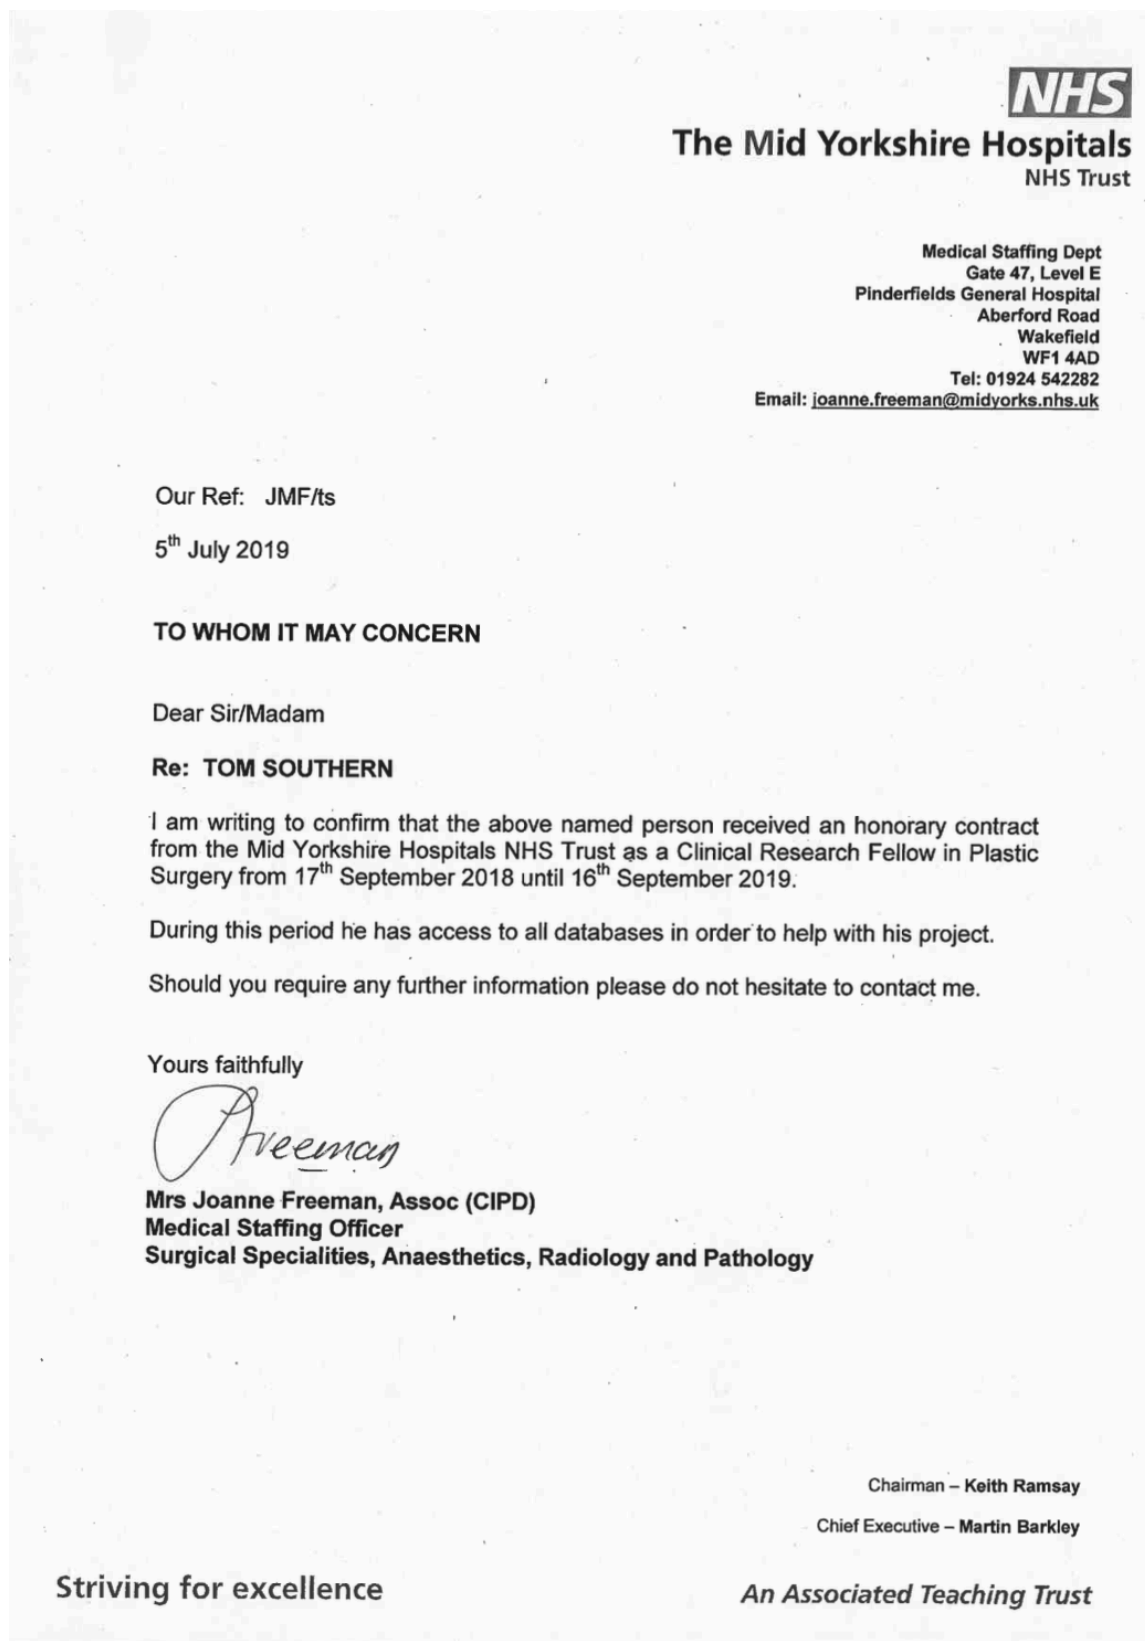 NHS
The Mid Yorkshire Hospitals
NHS Trust
Medical Staffing Dept
Gate 47, Level E
Pinderfields General Hospital
Aberford Road
Wakefield
WF1 4AD
Tel: 01924 542282
Email: joanne.freeman@midyorks.nhs.uk
Our Ref: JMF/ts
5th July 2019
TO WHOM IT MAY CONCERN
Dear Sir/Madam
Re: TOM SOUTHERN
I am writing to confirm that the above named person received an honorary contract
from the Mid Yorkshire Hospitals NHS Trust as a Clinical Research Fellow in Plastic
Surgery from 17th September 2018 until 16th September 2019.
During this period he has access to all databases in order to help with his project.
Should you require any further information please do not hesitate to contact me.
Yours faithfully
Freeman
Mrs Joanne Freeman, Assoc (CIPD)
Medical Staffing Officer
Surgical Specialities, Anaesthetics, Radiology and Pathology
Chairman – Keith Ramsay
Chief Executive – Martin Barkley
Striving for excellence
An Associated Teaching Trust